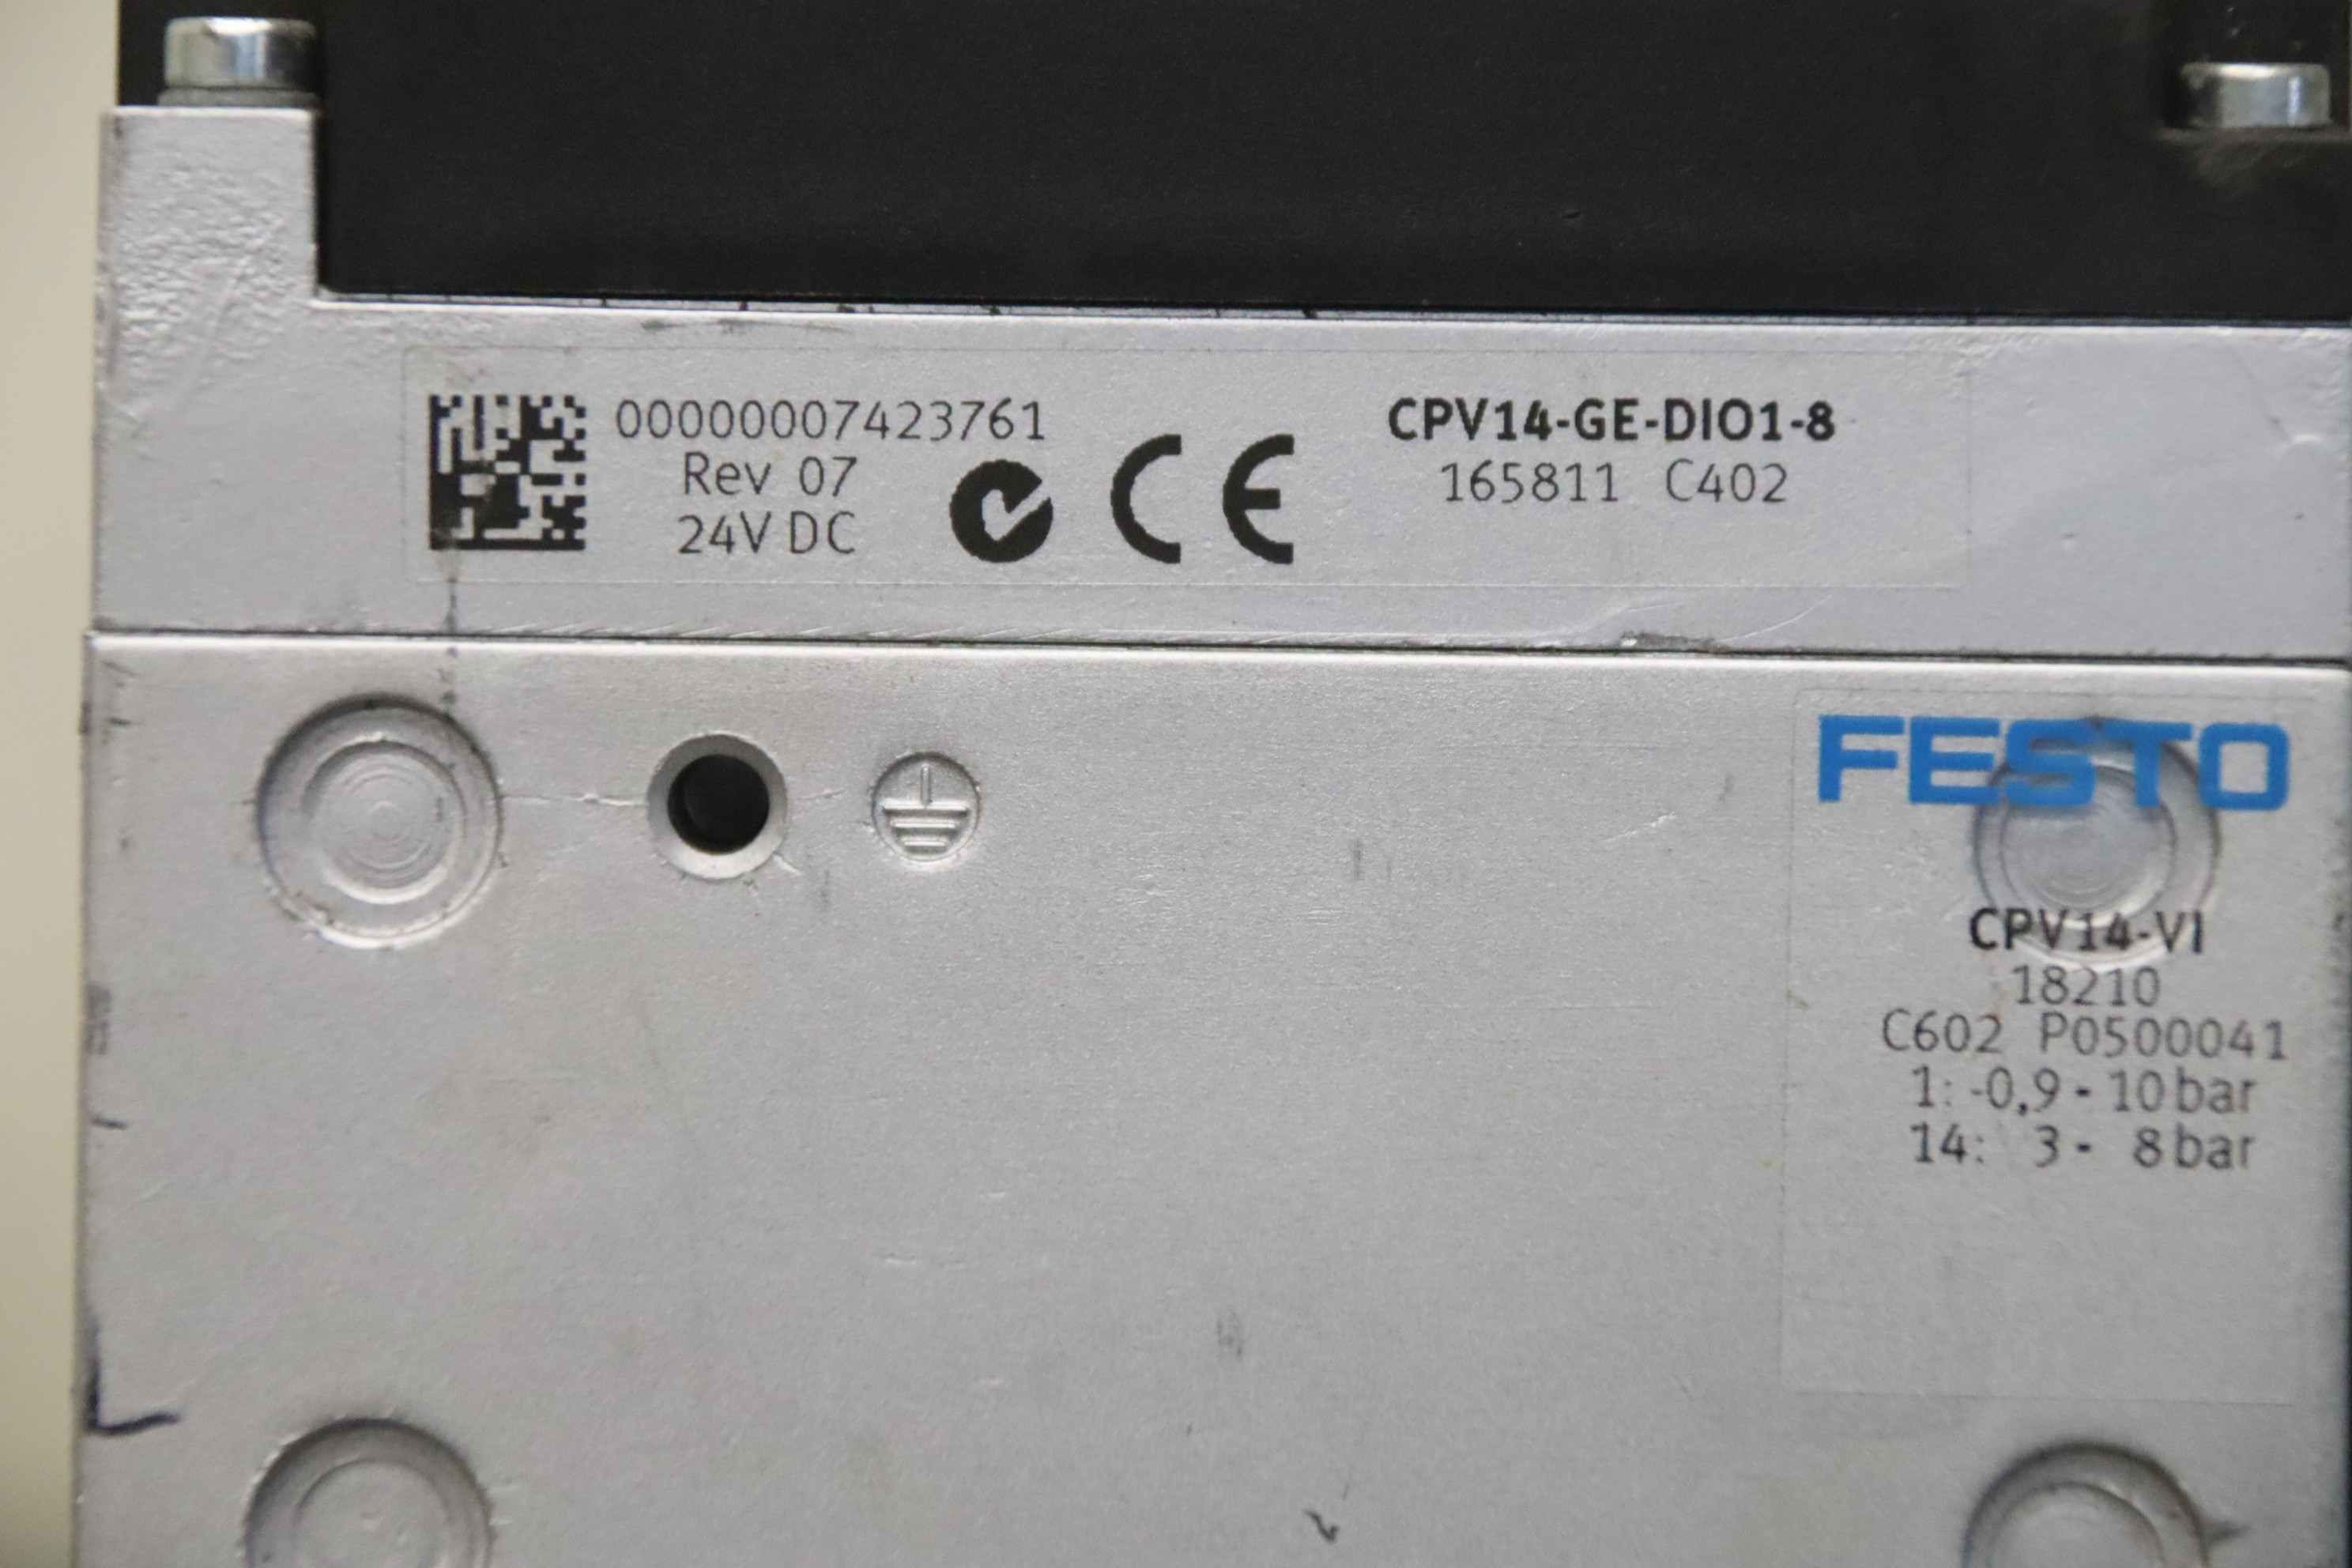 00000007423761
Rev 07
24V DC
CE
CPV14-GE-DIO1-8
165811 C402
FESTO
CPV14-VI
18210
C602 P0500041
1: -0,9 - 10 bar
14: 3 - 8 bar